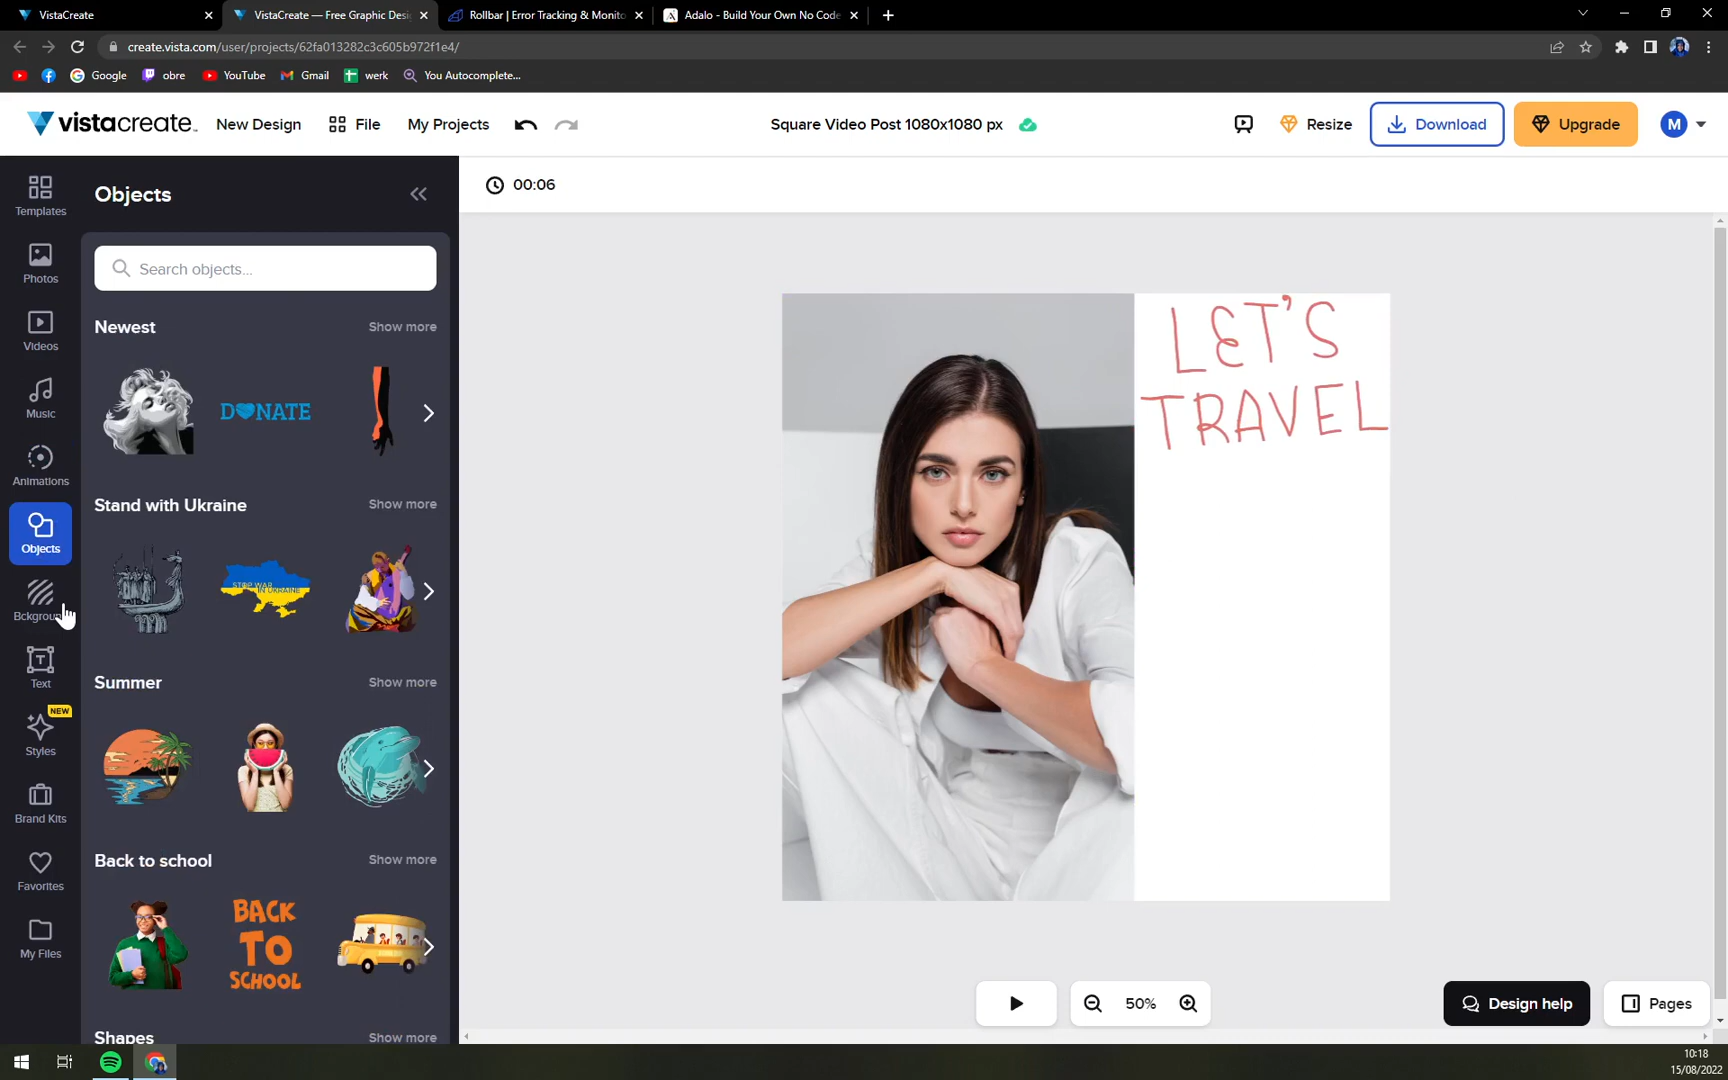 VistaCreate
VistaCreate — Free Graphic Desi
Rollbar | Error Tracking & Monito
Adalo - Build Your Own No Code
create.vista.com/user/projects/62fa013282c3c605b972f1e4/
Google
obre
YouTube
Gmail
werk
You Autocomplete...
vistacreate
New Design
File
My Projects
Square Video Post 1080x1080 px
Resize
Download
Upgrade
M
Templates
Photos
Videos
Music
Animations
Objects
Bckgroun
Text
NEW
Styles
Brand Kits
Favorites
My Files
Objects
Search objects...
Newest
Show more
DONATE
Stand with Ukraine
Show more
STOP WAR
IN UKRAINE
Summer
Show more
Back to school
Show more
BACK
TO
SCHOOL
Shapes
Show more
00:06
LET'S
TRAVEL
50%
Design help
Pages
10:18
15/08/2022